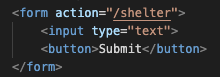 <form action="/shelter">
    <input type="text">
    <button>Submit</button>
</form>